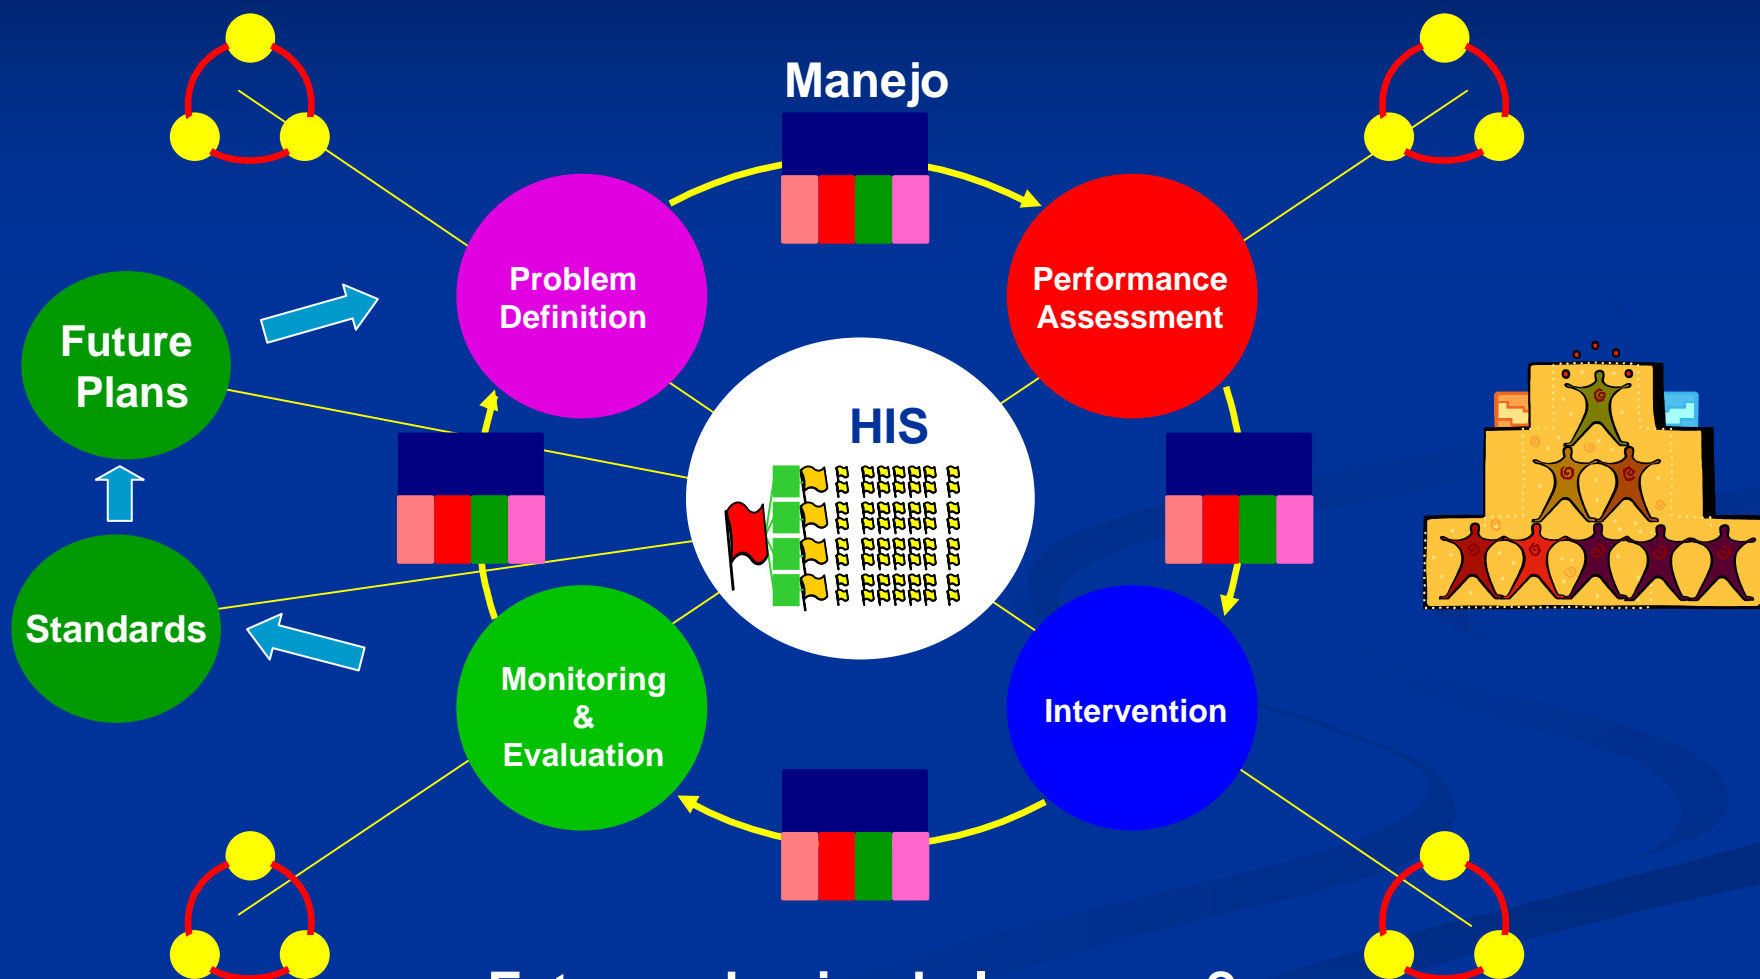 Manejo
Problem
Definition
Performance
Assessment
Future
Plans
HIS
Standards
Monitoring
&
Evaluation
Intervention